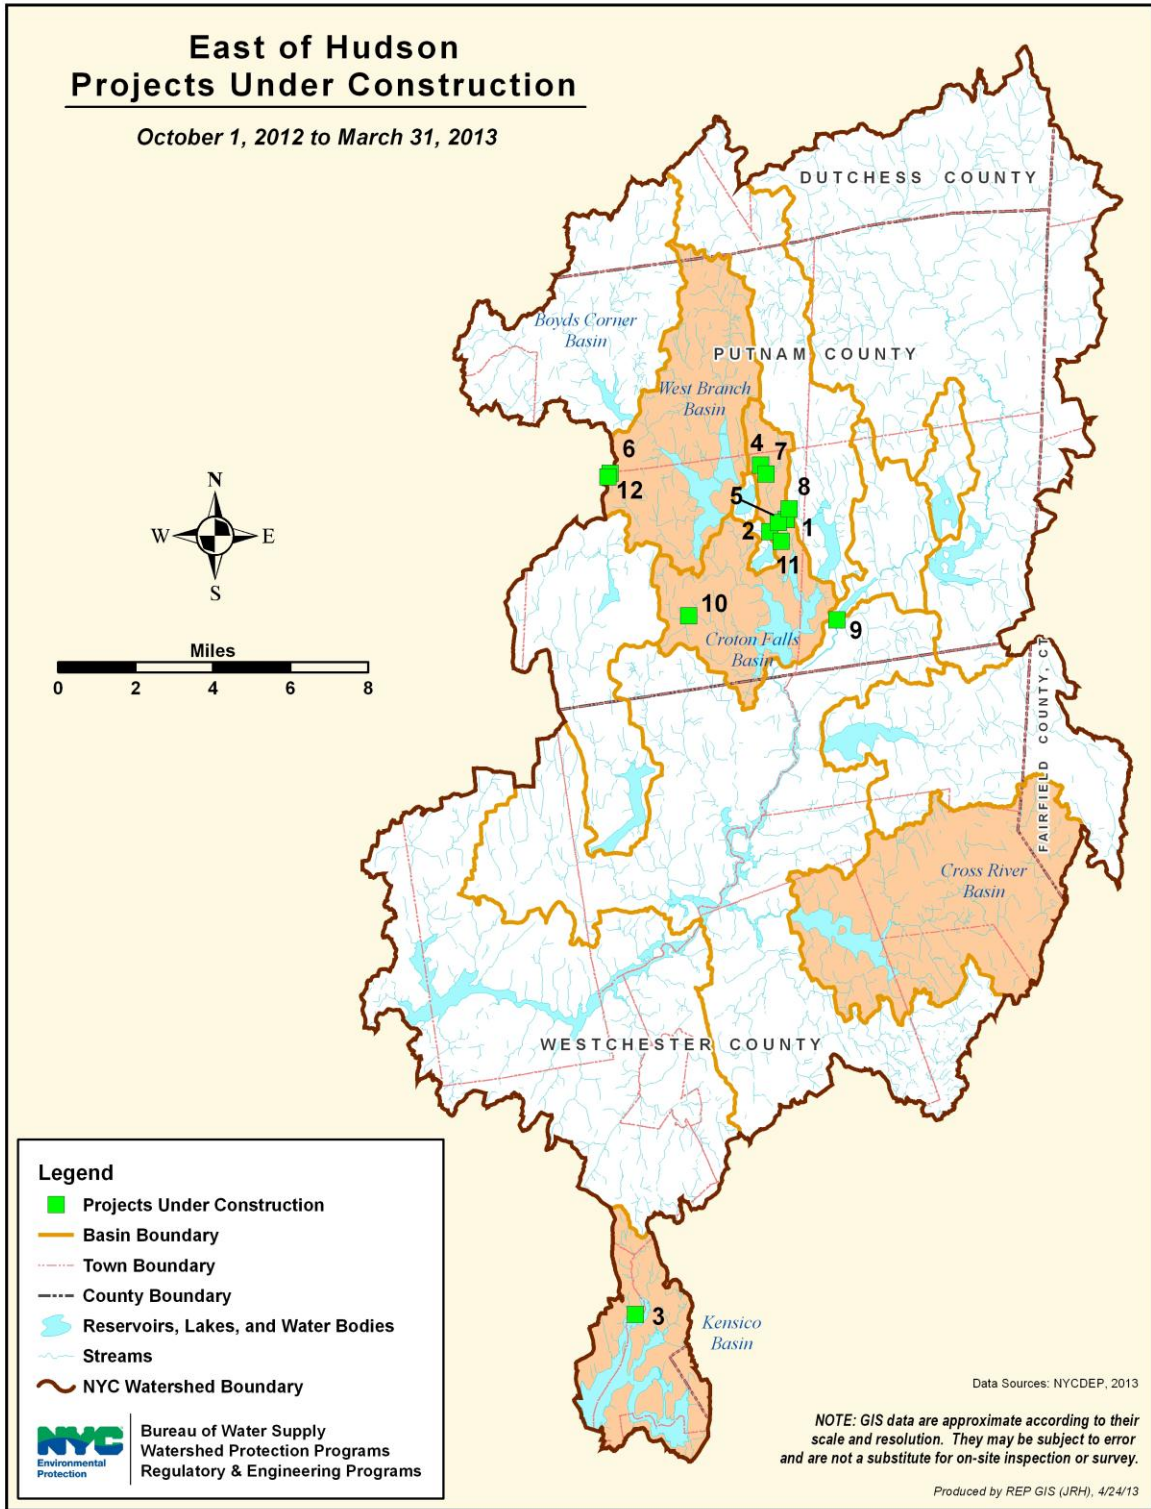 East of Hudson
Projects Under Construction
October 1, 2012 to March 31, 2013
DUTCHESS COUNTY
Boyds Corner
Basin
PUTNAM COUNTY
West Branch
Basin
6
4
7
12
5
8
2
1
11
10
9
Croton Falls
Basin
N
W
E
S
Miles
0 2 4 6 8
FAIRFIELD COUNTY, CT
Cross River
Basin
WESTCHESTER COUNTY
3
Kensico
Basin
Legend
Projects Under Construction
Basin Boundary
Town Boundary
County Boundary
Reservoirs, Lakes, and Water Bodies
Streams
NYC Watershed Boundary
NYC
Environmental
Protection
Bureau of Water Supply
Watershed Protection Programs
Regulatory & Engineering Programs
Data Sources: NYCDEP, 2013
NOTE: GIS data are approximate according to their
scale and resolution. They may be subject to error
and are not a substitute for on-site inspection or survey.
Produced by REP GIS (JRH), 4/24/13